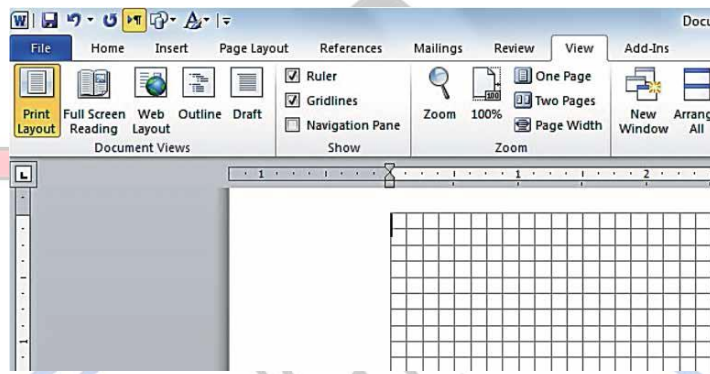 W
Docu
File Home Insert Page Layout References Mailings Review View Add-Ins
Print Layout
Full Screen Reading
Web Layout
Outline
Draft
Document Views
Ruler
Gridlines
Navigation Pane
Show
Zoom
100
100%
One Page
Two Pages
Page Width
Zoom
New Window
Arrang All
L
1 1 2
1